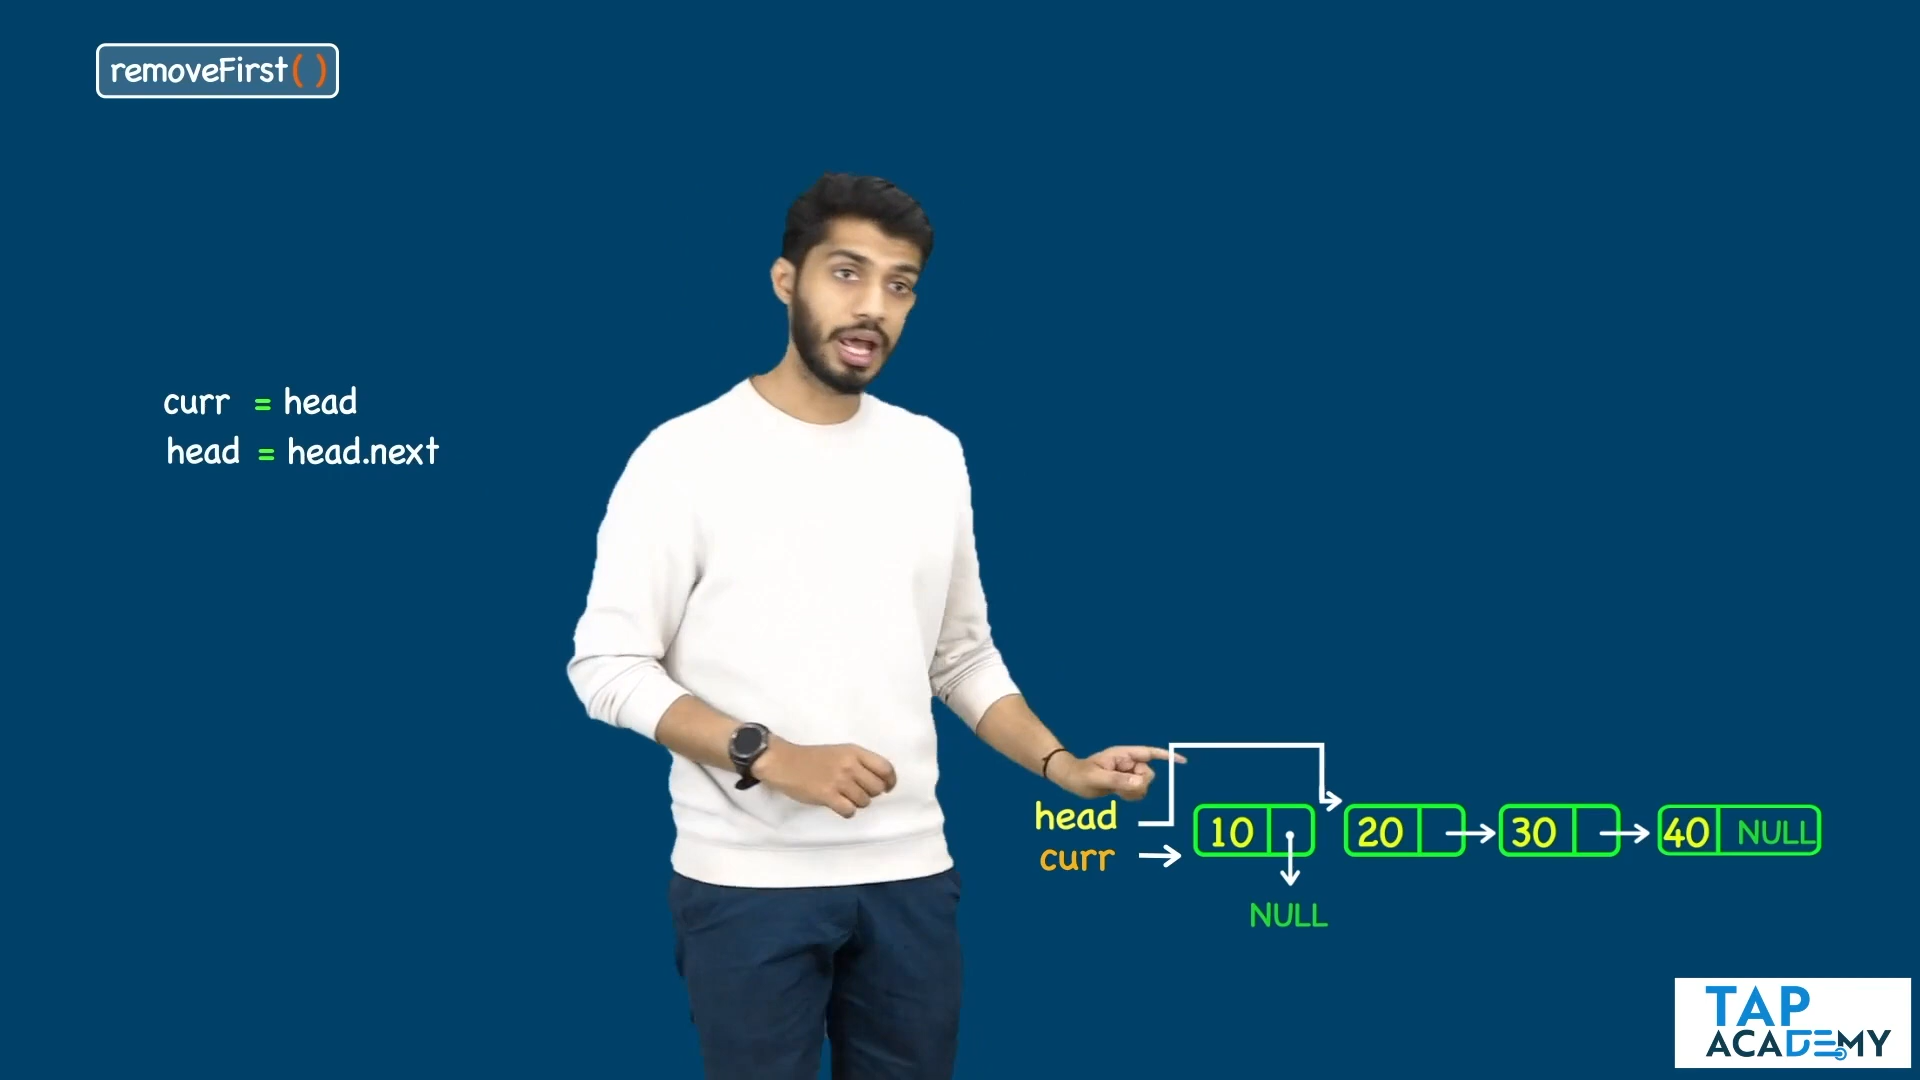 removeFirst( )
curr = head
head = head.next
head
curr
10 20 30 40 NULL
NULL
TAP
ACADEMY